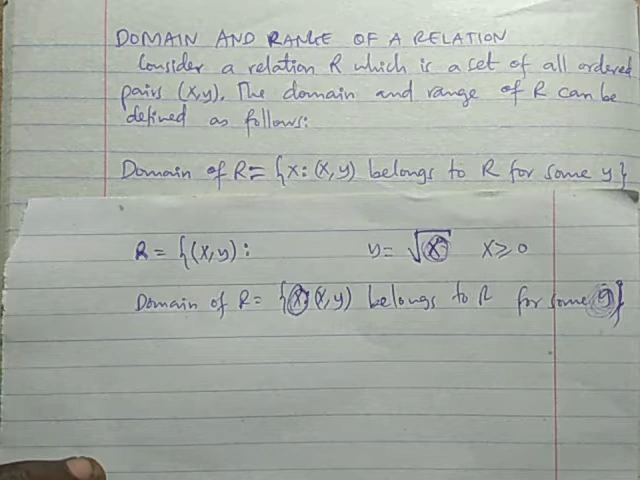 DOMAIN AND RANGE OF A RELATION
Consider a relation R which is a set of all ordered
pairs (x,y). The domain and range of R can be
defined as follows:
Domain of R = {x: (x,y) belongs to R for some y}
R = {(x,y): y = √x x ≥ 0
Domain of R = {x: (x,y) belongs to R for some y}